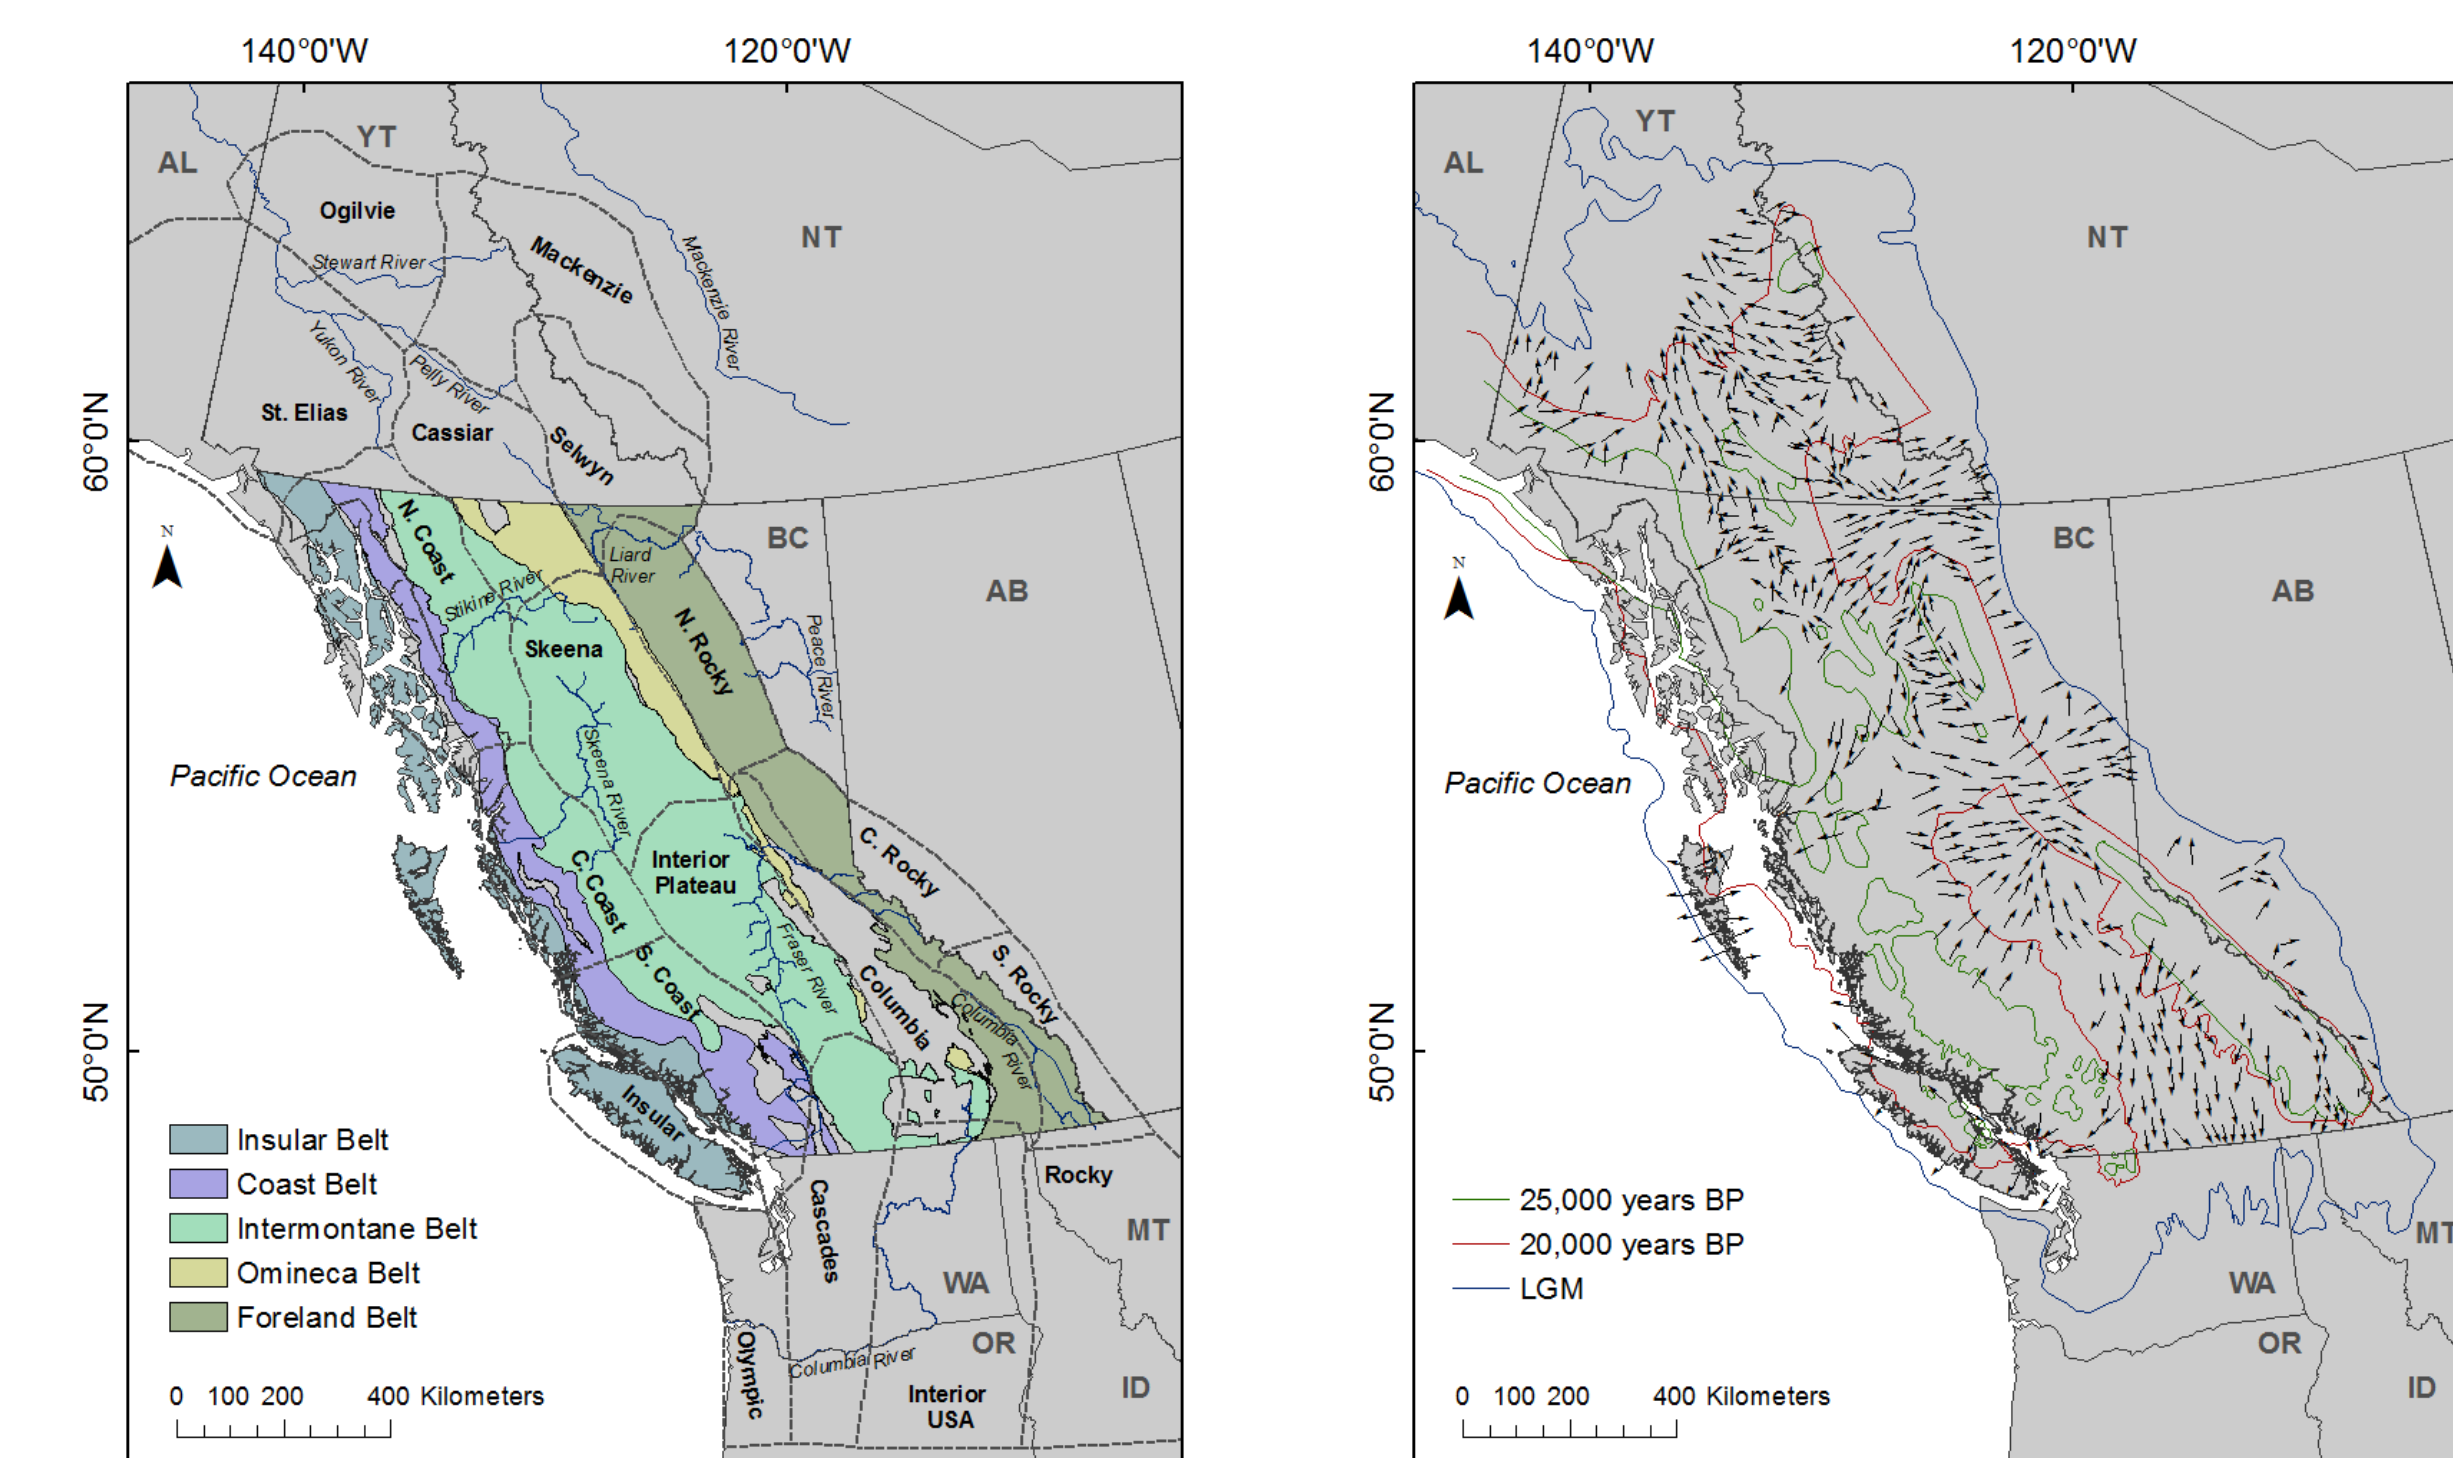 140°0'W
120°0'W
60°0'N
50°0'N
AL
YT
NT
BC
AB
Ogilvie
Stewart River
Mackenzie
Mackenzie River
Yukon River
Pelly River
St. Elias
Cassiar
Selwyn
N
N. Coast
Liard
River
Stikine River
Skeena
N. Rocky
Peace River
Pacific Ocean
Skeena River
C. Rocky
Interior
Plateau
C. Coast
S. Coast
Fraser River
Columbia
S. Rocky
Columbia
River
Insular
Rocky
Cascades
MT
WA
OR
ID
Olympic
Columbia River
Interior
USA
Insular Belt
Coast Belt
Intermontane Belt
Omineca Belt
Foreland Belt
0 100 200 400 Kilometers
140°0'W
120°0'W
60°0'N
50°0'N
AL
YT
NT
BC
AB
N
Pacific Ocean
25,000 years BP
20,000 years BP
LGM
MT
WA
OR
ID
0 100 200 400 Kilometers